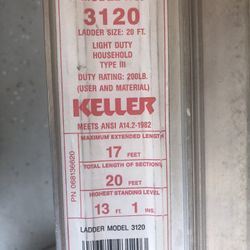 3120
LADDER SIZE: 20 FT.
LIGHT DUTY
HOUSEHOLD
TYPE III
DUTY RATING: 200LB.
(USER AND MATERIAL)
KELLER
MEETS ANSI A14.2-1982
MAXIMUM EXTENDED LENGTH
17 FEET
TOTAL LENGTH OF SECTIONS
20 FEET
HIGHEST STANDING LEVEL
13 FT. 1 INS.
LADDER MODEL 3120
PN 068136620